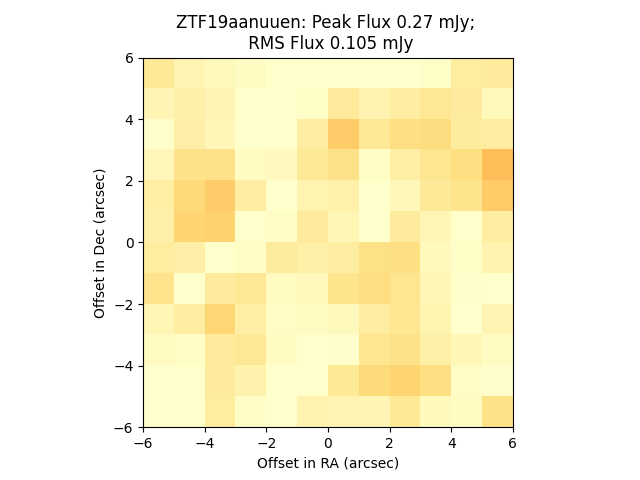 ZTF19aanuuen: Peak Flux 0.27 mJy;
RMS Flux 0.105 mJy
6
4
2
0
−2
−4
−6
Offset in Dec (arcsec)
−6 −4 −2 0 2 4 6
Offset in RA (arcsec)